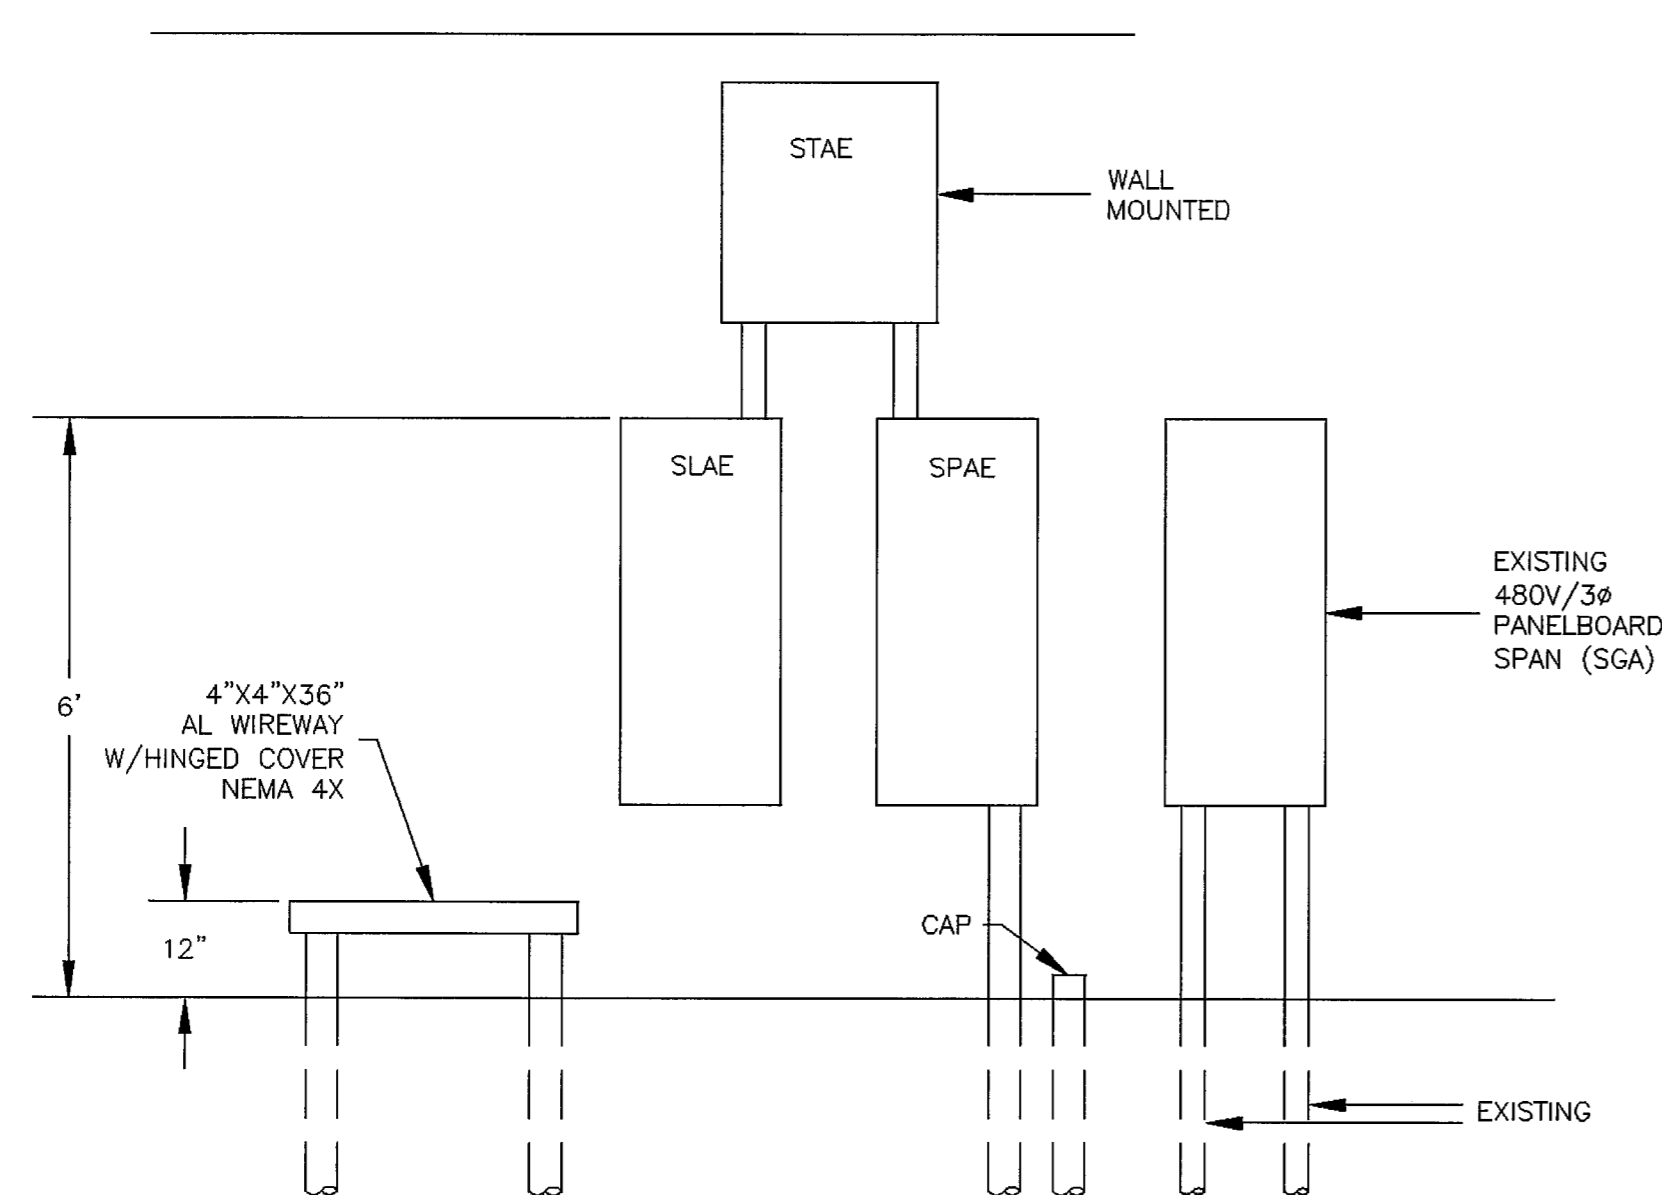 STAE
WALL
MOUNTED
SLAE
SPAE
EXISTING
480V/3ø
PANELBOARD
SPAN (SGA)
6'
4"X4"X36"
AL WIREWAY
W/HINGED COVER
NEMA 4X
12"
CAP
EXISTING